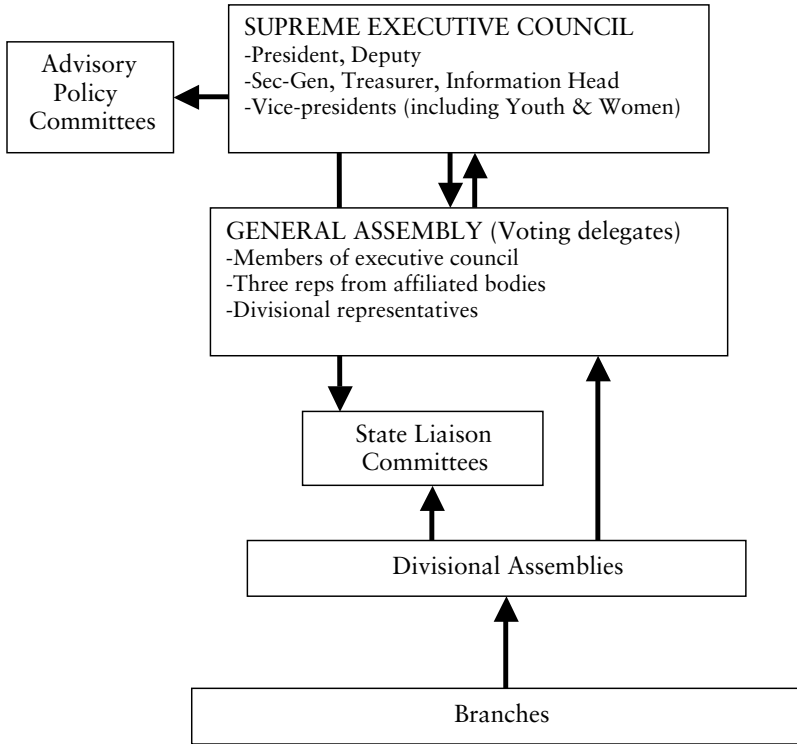 SUPREME EXECUTIVE COUNCIL
-President, Deputy
-Sec-Gen, Treasurer, Information Head
-Vice-presidents (including Youth & Women)
Advisory
Policy
Committees
GENERAL ASSEMBLY (Voting delegates)
-Members of executive council
-Three reps from affiliated bodies
-Divisional representatives
State Liaison
Committees
Divisional Assemblies
Branches